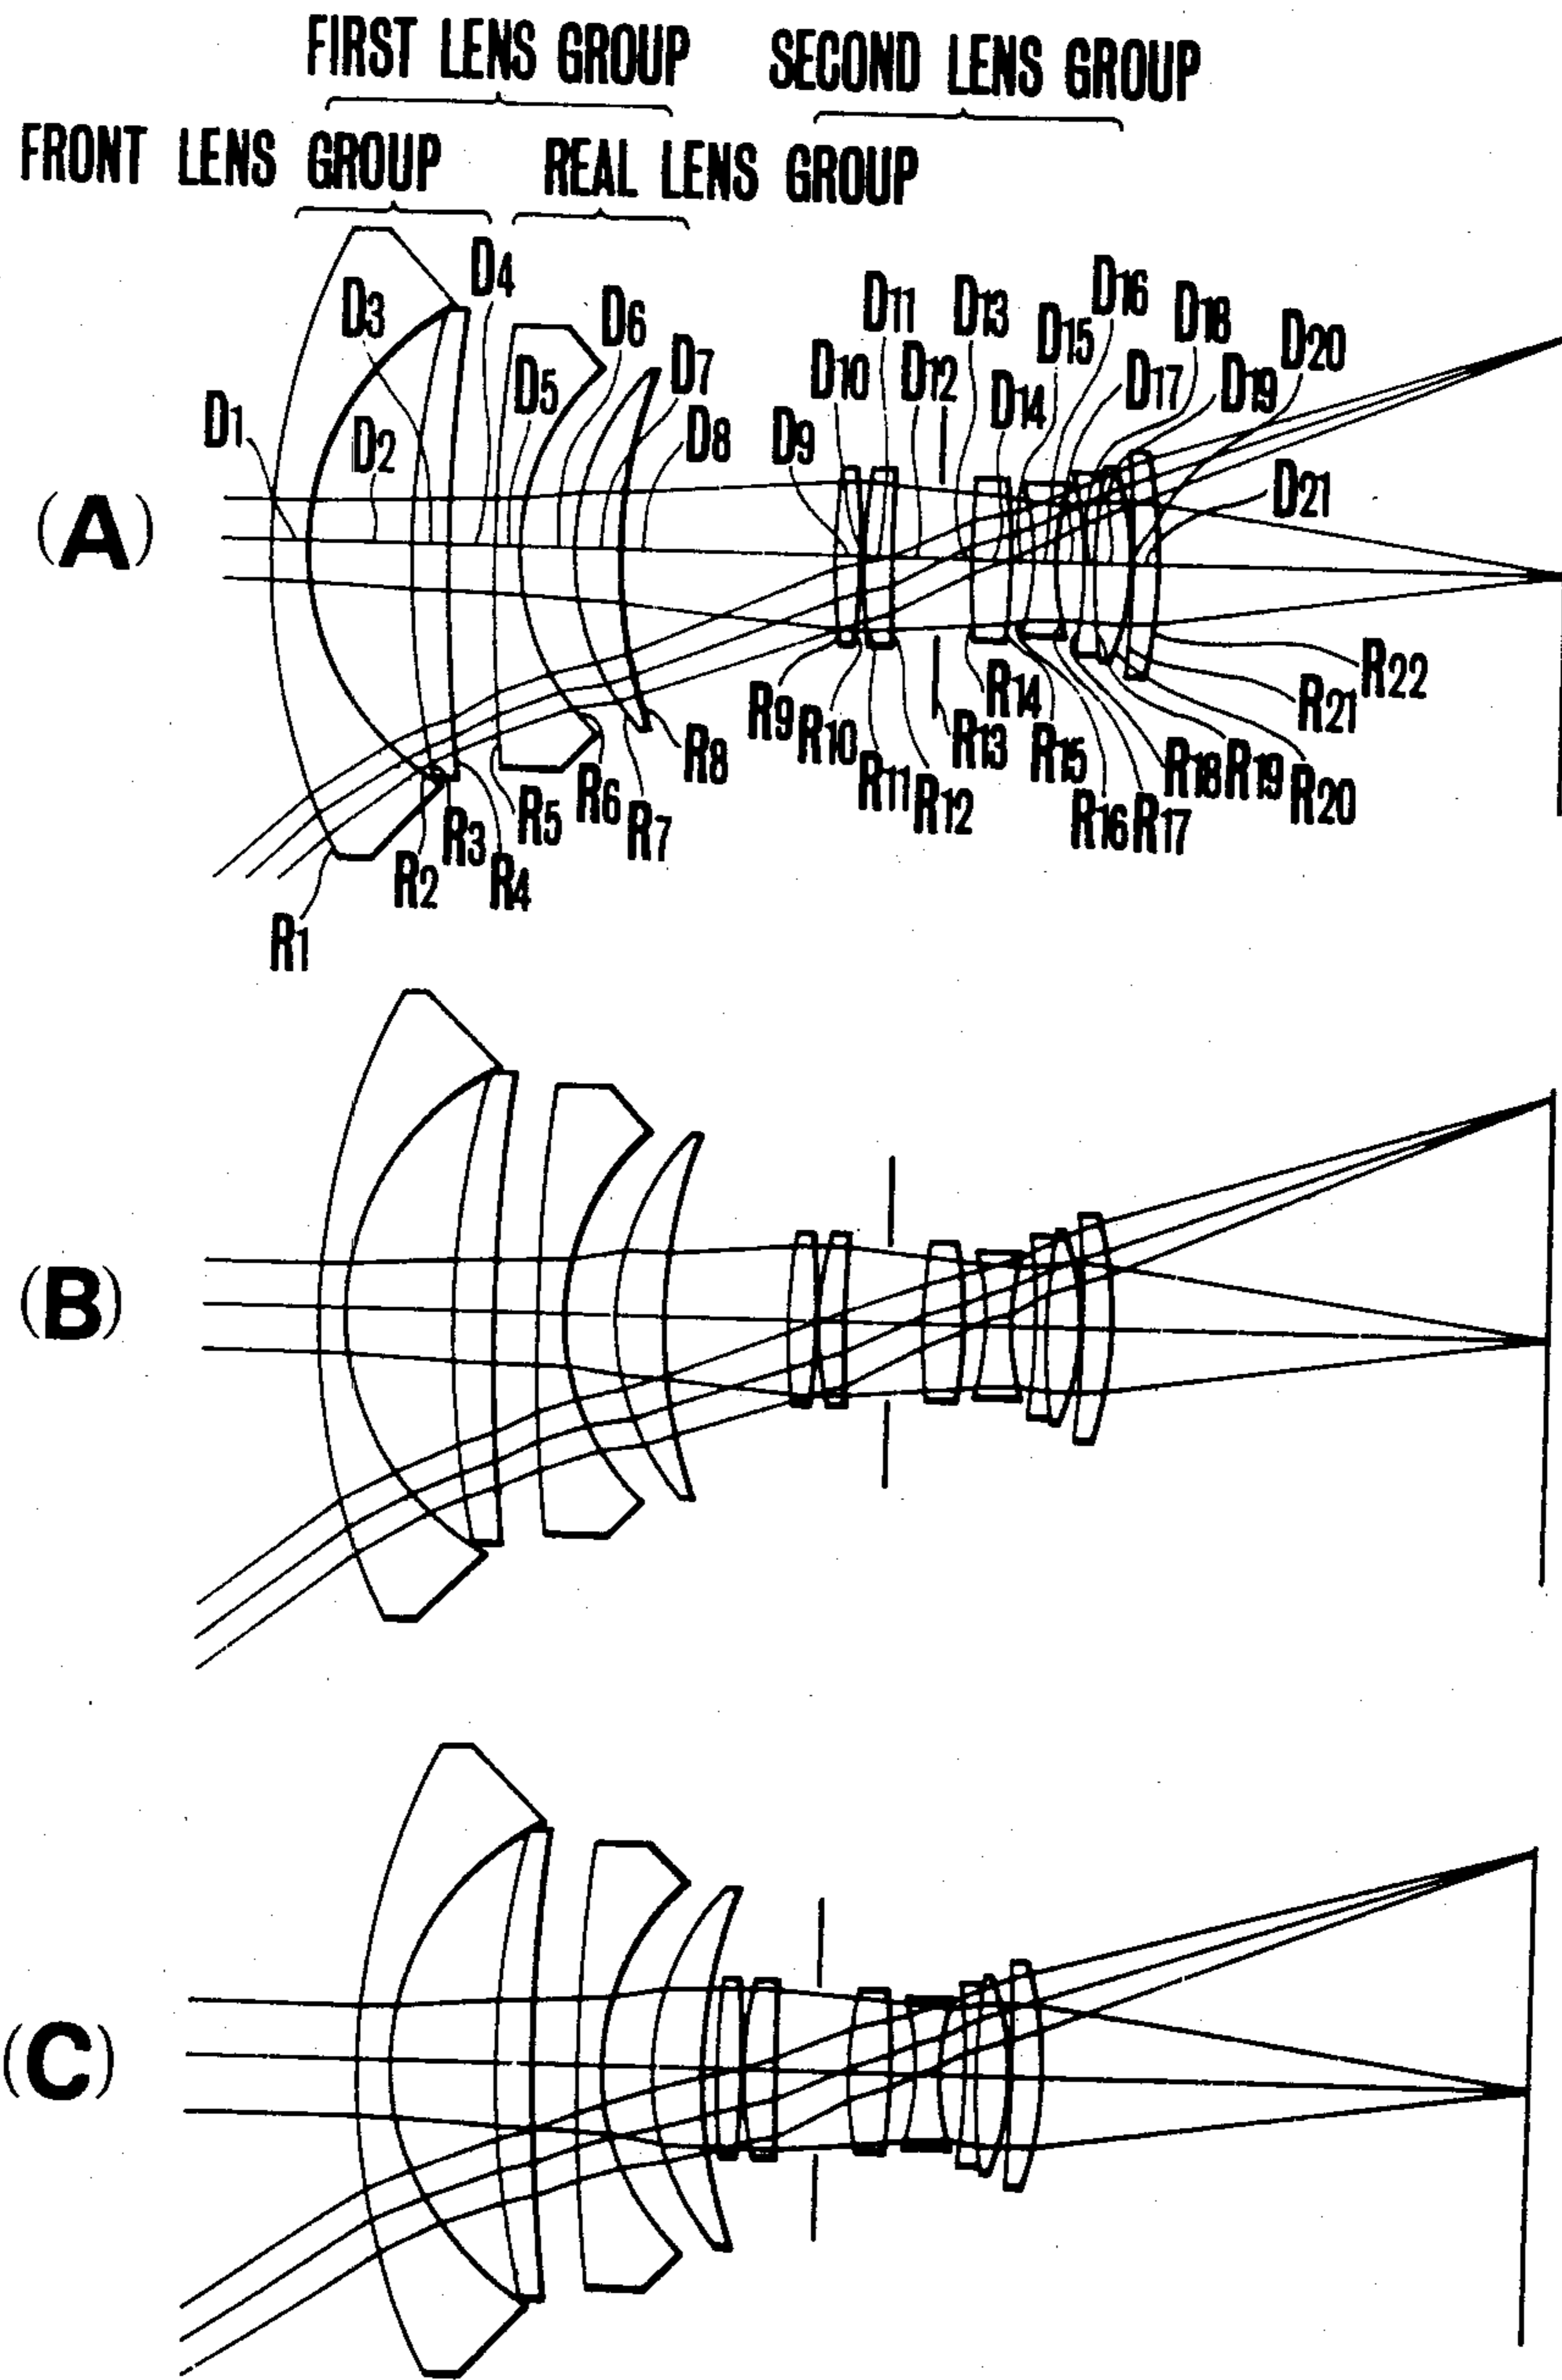 FIRST LENS GROUP SECOND LENS GROUP
FRONT LENS GROUP REAL LENS GROUP
D4
D16
D3 D6 D11 D13 D18
D15 D20
D7 D10 D12 D17
D5 D14 D19
D1 D2 D8 D9
D21
(A)
R22
R14 R21
R9 R10 R13 R15
R8 R18 R19
R6 R11 R12 R20
R5 R7 R16 R17
R3
R2 R4
R1
(B)
(C)